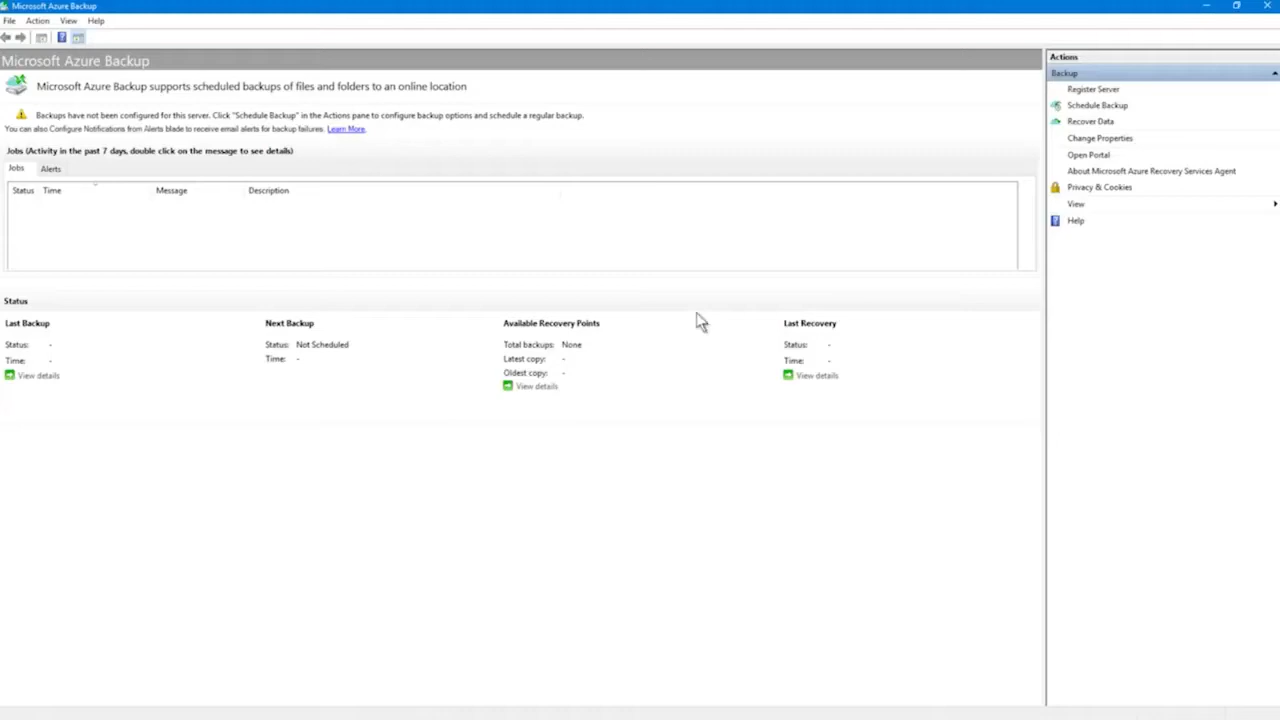 Microsoft Azure Backup
File Action View Help
Microsoft Azure Backup
Microsoft Azure Backup supports scheduled backups of files and folders to an online location
Backups have not been configured for this server. Click "Schedule Backup" in the Actions pane to configure backup options and schedule a regular backup.
You can also Configure Notifications from Alerts blade to receive email alerts for backup failures. Learn More.
Jobs (Activity in the past 7 days, double click on the message to see details)
Jobs Alerts
Status Time Message Description
Status
Last Backup
Status: -
Time: -
View details
Next Backup
Status: Not Scheduled
Time: -
Available Recovery Points
Total backups: None
Latest copy: -
Oldest copy: -
View details
Last Recovery
Status: -
Time: -
View details
Actions
Backup
Register Server
Schedule Backup
Recover Data
Change Properties
Open Portal
About Microsoft Azure Recovery Services Agent
Privacy & Cookies
View
Help